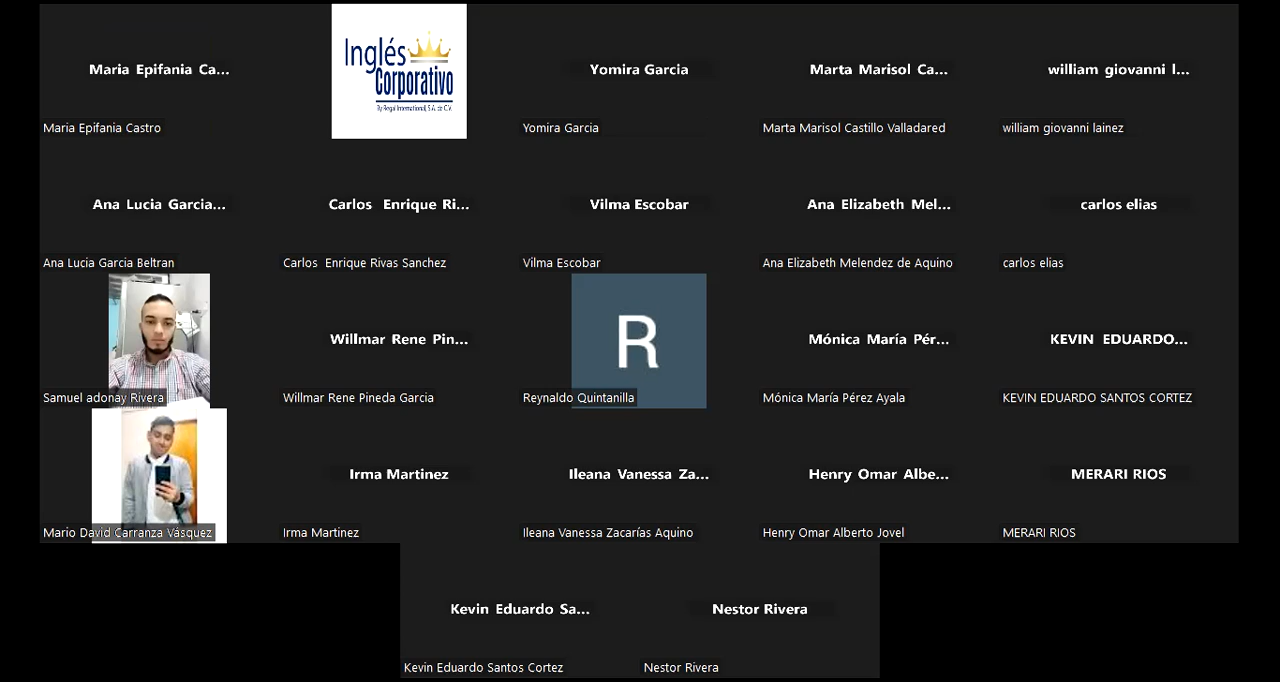 Maria Epifania Ca...
Maria Epifania Castro
Inglés
Corporativo
By Regal International, S.A. de C.V.
Yomira Garcia
Yomira Garcia
Marta Marisol Ca...
Marta Marisol Castillo Valladared
william giovanni l...
william giovanni lainez
Ana Lucia Garcia...
Ana Lucia Garcia Beltran
Carlos Enrique Ri...
Carlos Enrique Rivas Sanchez
Vilma Escobar
Vilma Escobar
Ana Elizabeth Mel...
Ana Elizabeth Melendez de Aquino
carlos elias
carlos elias
Samuel adonay Rivera
Willmar Rene Pin...
Willmar Rene Pineda Garcia
R
Reynaldo Quintanilla
Mónica María Pér...
Mónica María Pérez Ayala
KEVIN EDUARDO...
KEVIN EDUARDO SANTOS CORTEZ
Mario David Carranza Vásquez
Irma Martinez
Irma Martinez
Ileana Vanessa Za...
Ileana Vanessa Zacarías Aquino
Henry Omar Albe...
Henry Omar Alberto Jovel
MERARI RIOS
MERARI RIOS
Kevin Eduardo Sa...
Kevin Eduardo Santos Cortez
Nestor Rivera
Nestor Rivera